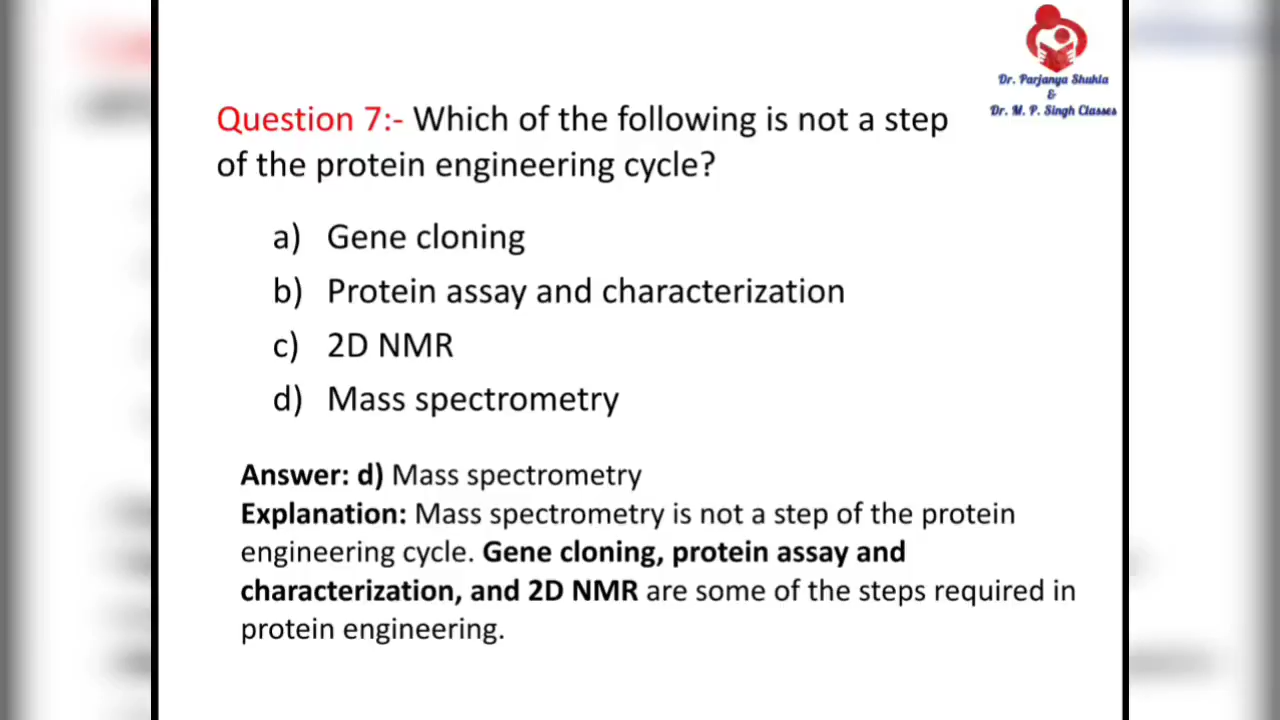 Dr. Parjanya Shukla
&
Dr. M. P. Singh Classes
Question 7:- Which of the following is not a step
of the protein engineering cycle?
a) Gene cloning
b) Protein assay and characterization
c) 2D NMR
d) Mass spectrometry
Answer: d) Mass spectrometry
Explanation: Mass spectrometry is not a step of the protein
engineering cycle. Gene cloning, protein assay and
characterization, and 2D NMR are some of the steps required in
protein engineering.